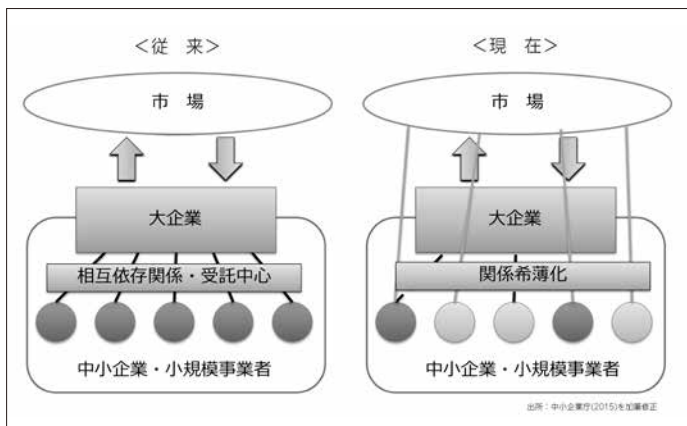 ＜従　来＞
市　場
大企業
相互依存関係・受託中心
中小企業・小規模事業者
＜現　在＞
市　場
大企業
関係希薄化
中小企業・小規模事業者
出所：中小企業庁(2015)を加筆修正